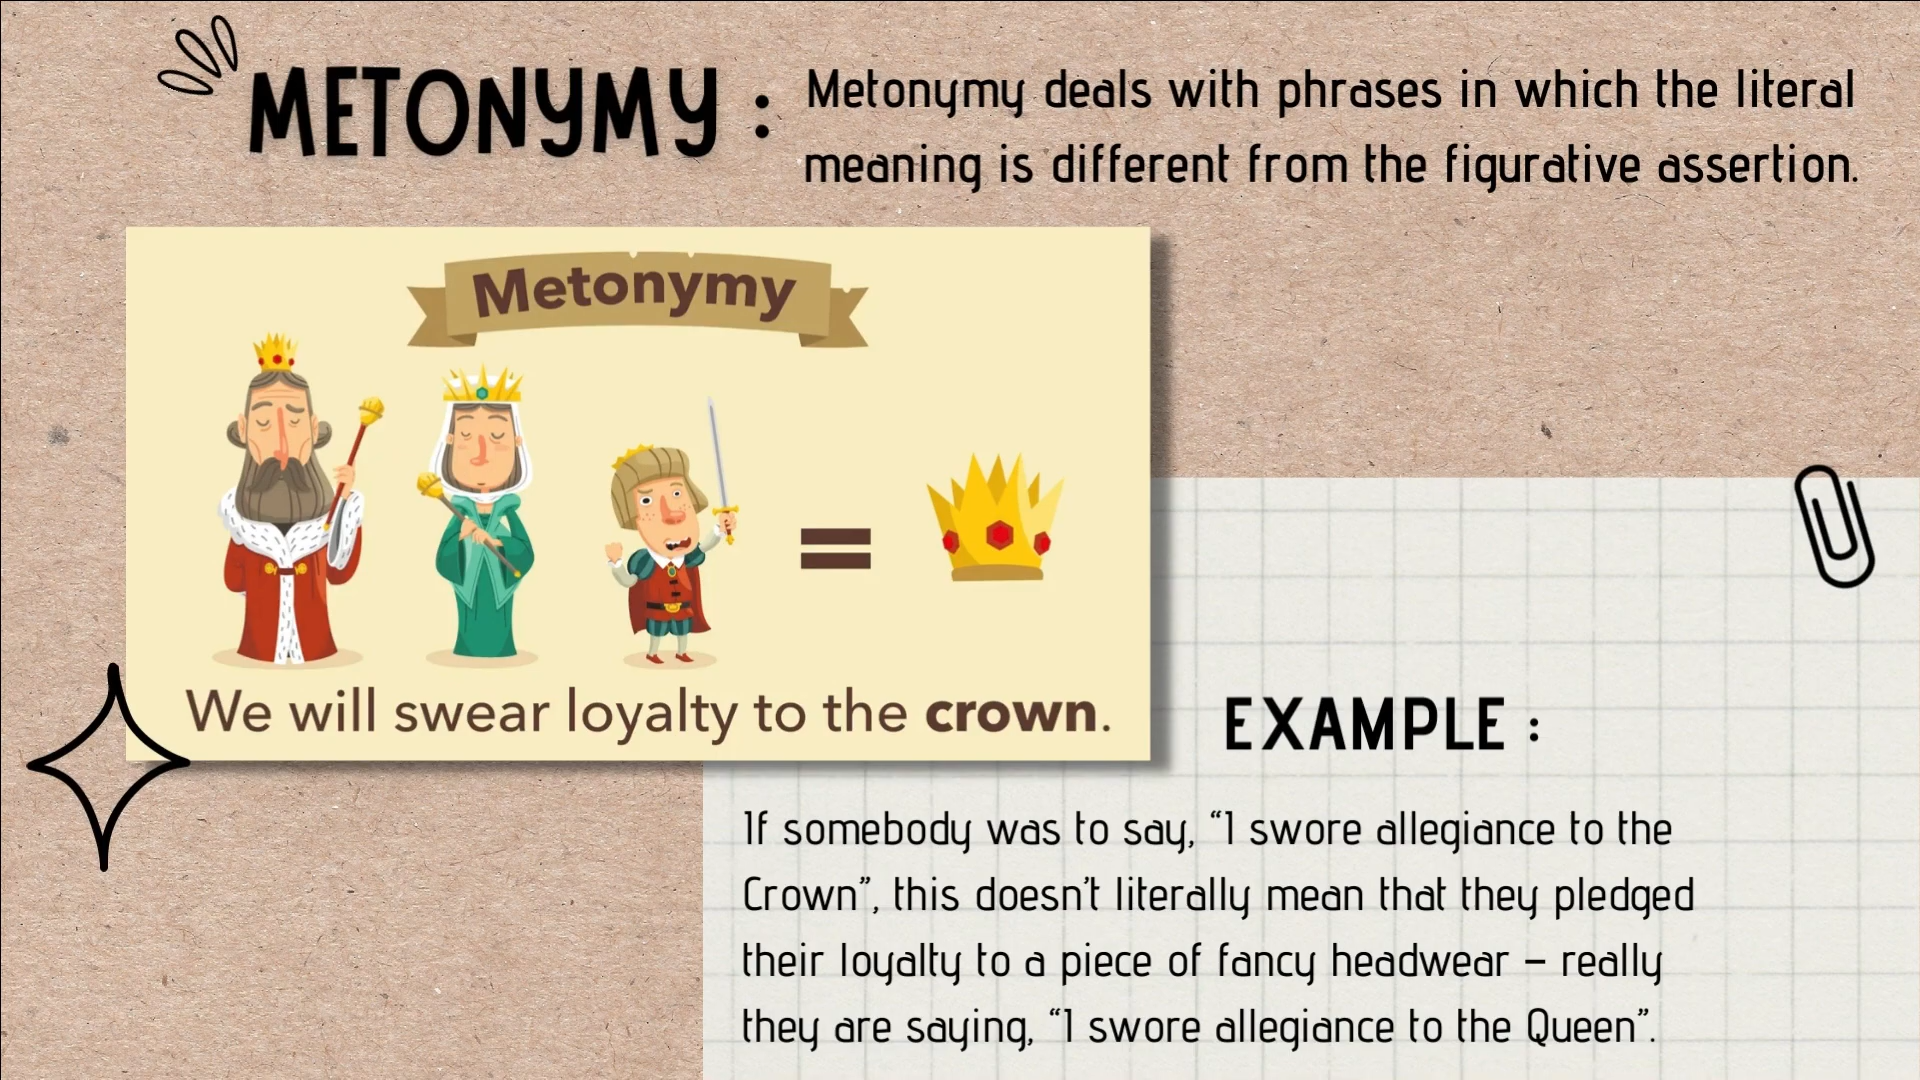 METONYMY :
Metonymy deals with phrases in which the literal
meaning is different from the figurative assertion.
Metonymy
We will swear loyalty to the crown.
EXAMPLE :
If somebody was to say, “I swore allegiance to the
Crown”, this doesn’t literally mean that they pledged
their loyalty to a piece of fancy headwear – really
they are saying, “I swore allegiance to the Queen”.